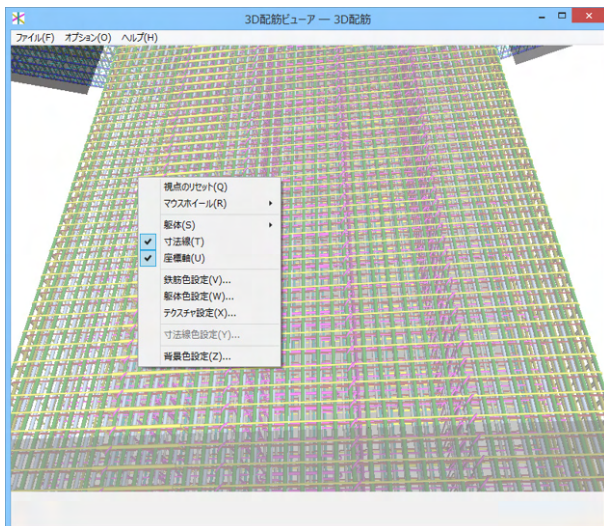 3D配筋ビューア — 3D配筋
ファイル(F) オプション(O) ヘルプ(H)
視点のリセット(Q)
マウスホイール(R)
躯体(S)
寸法線(T)
座標軸(U)
鉄筋色設定(V)...
躯体色設定(W)...
テクスチャ設定(X)...
寸法線色設定(Y)...
背景色設定(Z)...